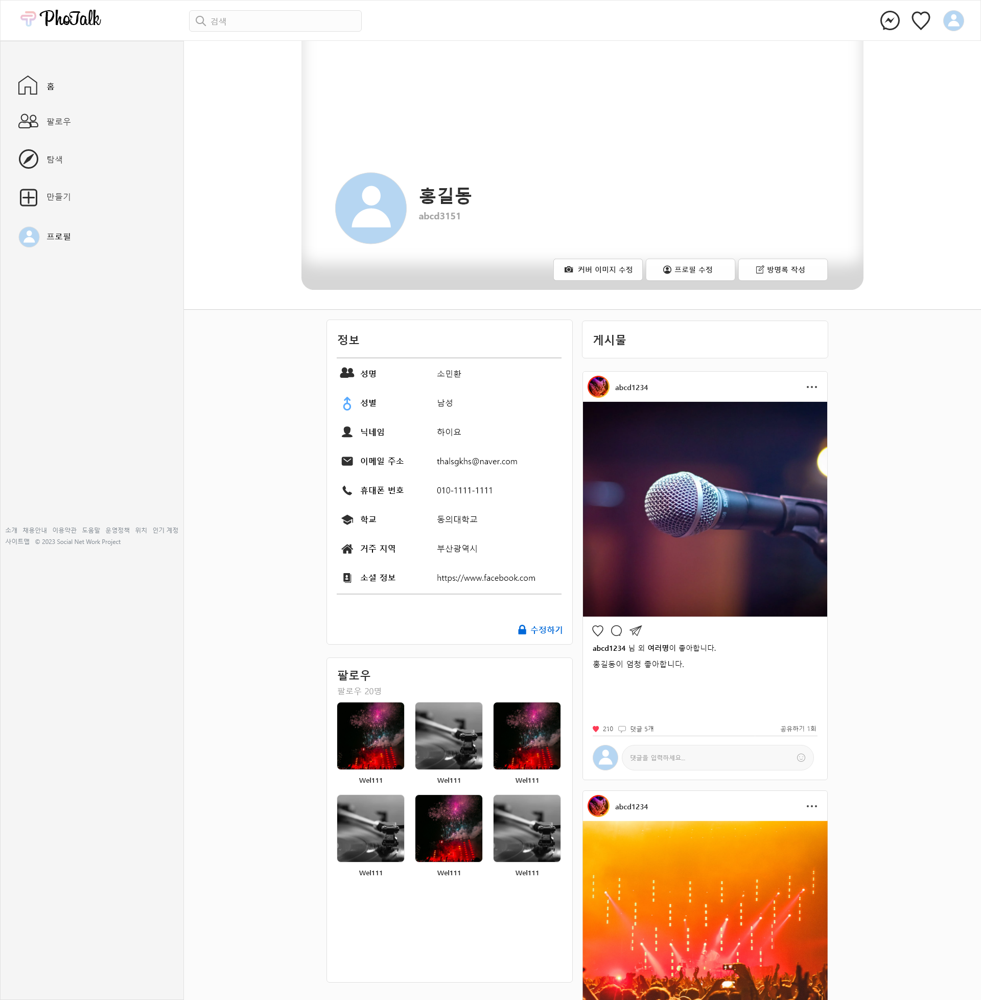 PhoTalk
검색
홈
팔로우
탐색
만들기
프로필
소개 채용안내 이용약관 도움말 운영정책 위치 인기 계정
사이트맵 © 2023 Social Net Work Project
홍길동
abcd3151
커버 이미지 수정
프로필 수정
방명록 작성
정보
성명 소민환
성별 남성
닉네임 하이요
이메일 주소 thalsgkhs@naver.com
휴대폰 번호 010-1111-1111
학교 동의대학교
거주 지역 부산광역시
소셜 정보 https://www.facebook.com
수정하기
팔로우
팔로우 20명
Wel111 Wel111 Wel111
Wel111 Wel111 Wel111
게시물
abcd1234
abcd1234 님 외 여러명이 좋아합니다.
홍길동이 엄청 좋아합니다.
210 댓글 5개 공유하기 1회
댓글을 입력하세요...
abcd1234